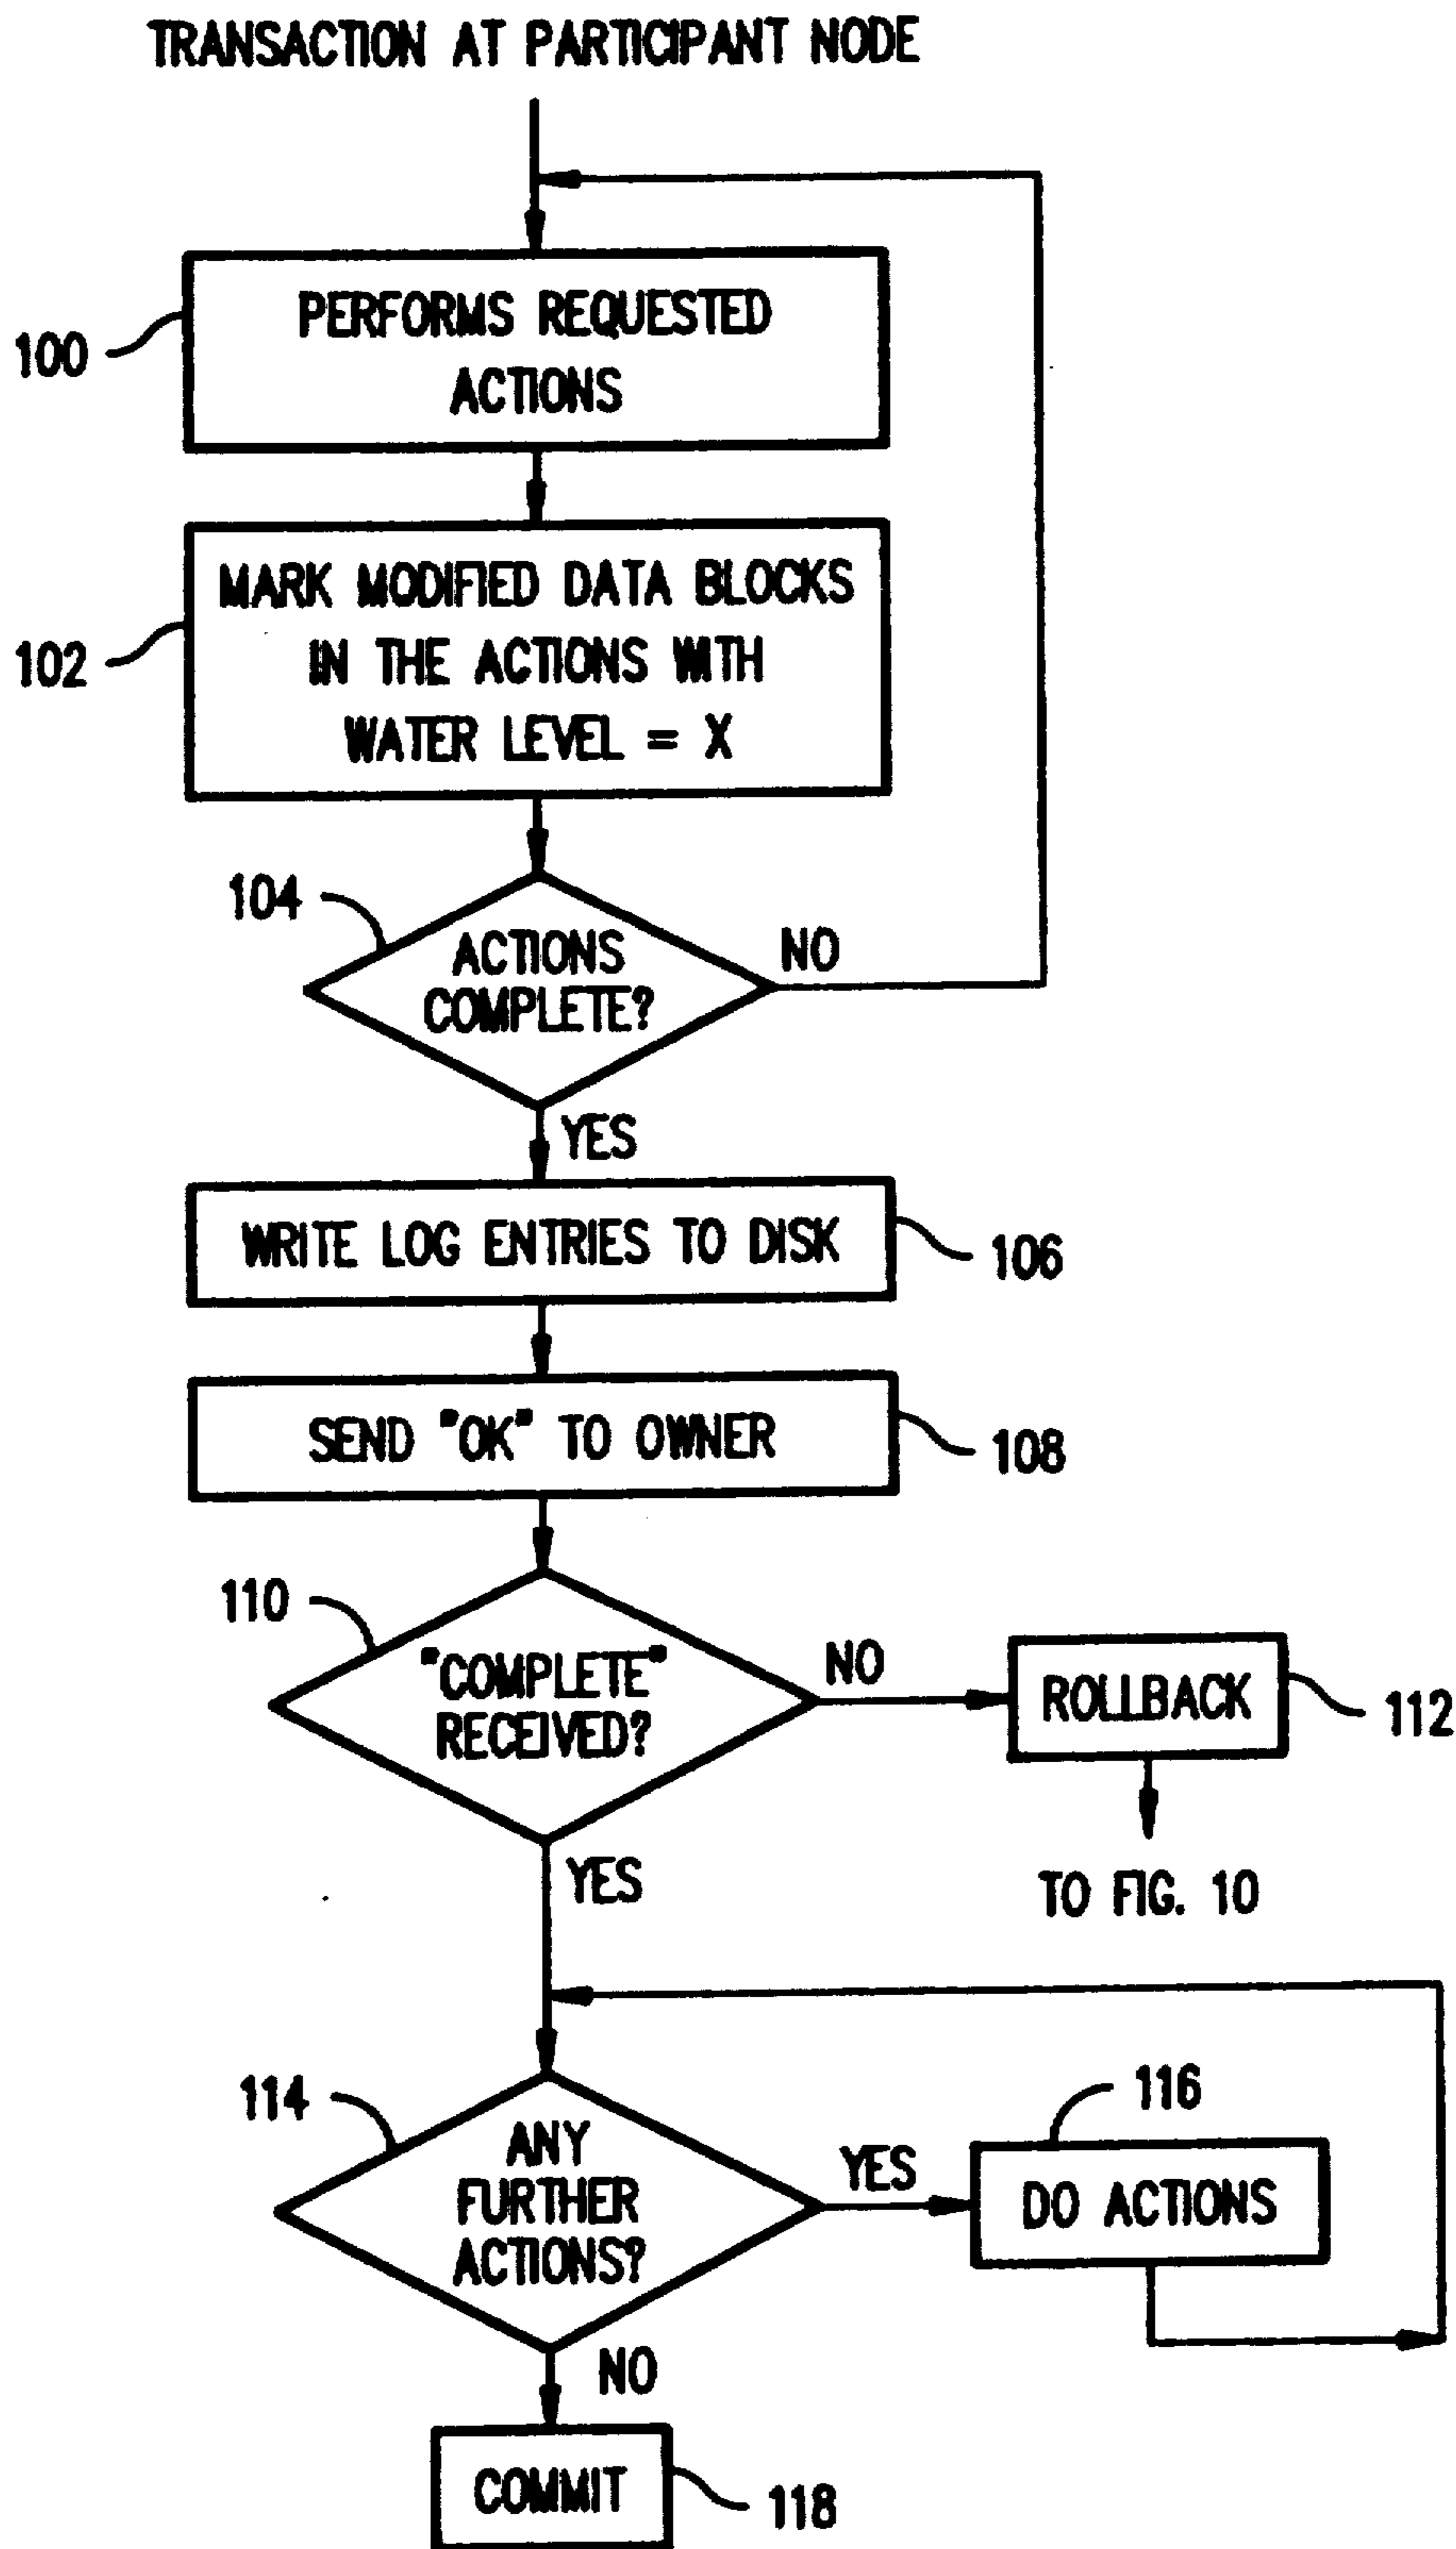 TRANSACTION AT PARTICIPANT NODE
PERFORMS REQUESTED
ACTIONS
100
MARK MODIFIED DATA BLOCKS
IN THE ACTIONS WITH
WATER LEVEL = X
102
104
ACTIONS
COMPLETE?
NO
YES
WRITE LOG ENTRIES TO DISK
106
SEND "OK" TO OWNER
108
110
"COMPLETE"
RECEIVED?
NO
ROLLBACK
112
TO FIG. 10
YES
114
ANY
FURTHER
ACTIONS?
YES
116
DO ACTIONS
NO
COMMIT
118